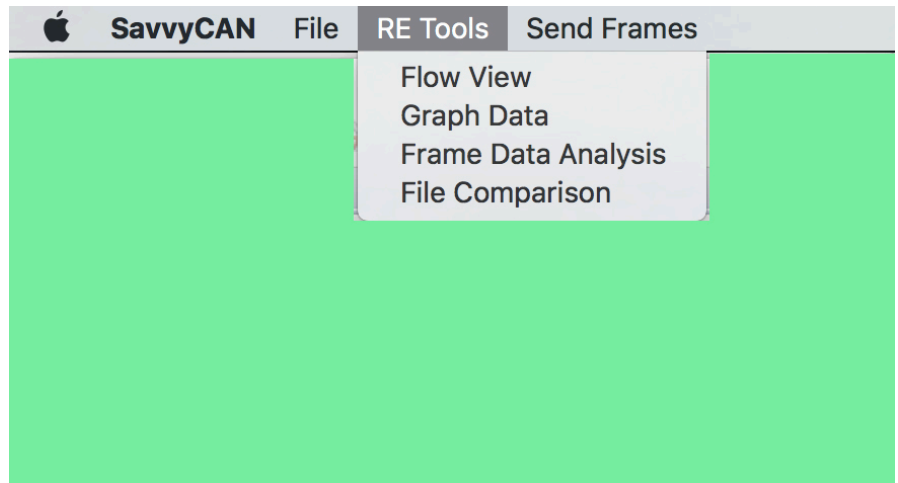 SavvyCAN File RE Tools Send Frames
Flow View
Graph Data
Frame Data Analysis
File Comparison